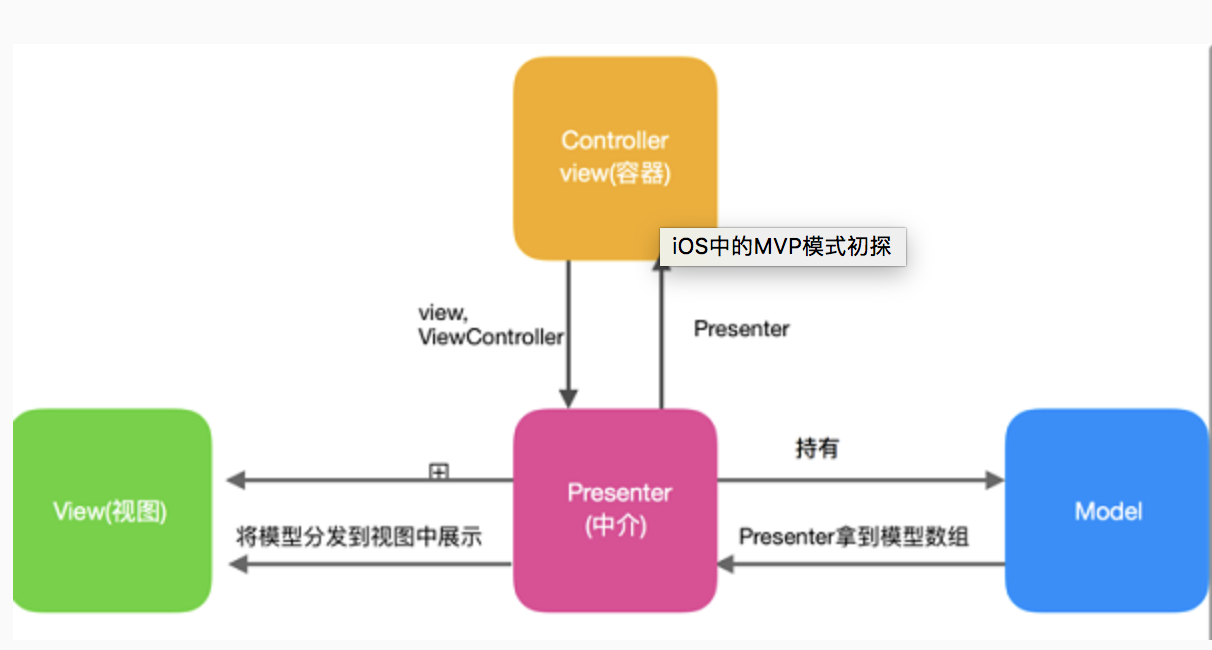 Controller
view(容器)
iOS中的MVP模式初探
view,
ViewController
Presenter
持有
View(视图)
Presenter
(中介)
Model
将模型分发到视图中展示
Presenter拿到模型数组